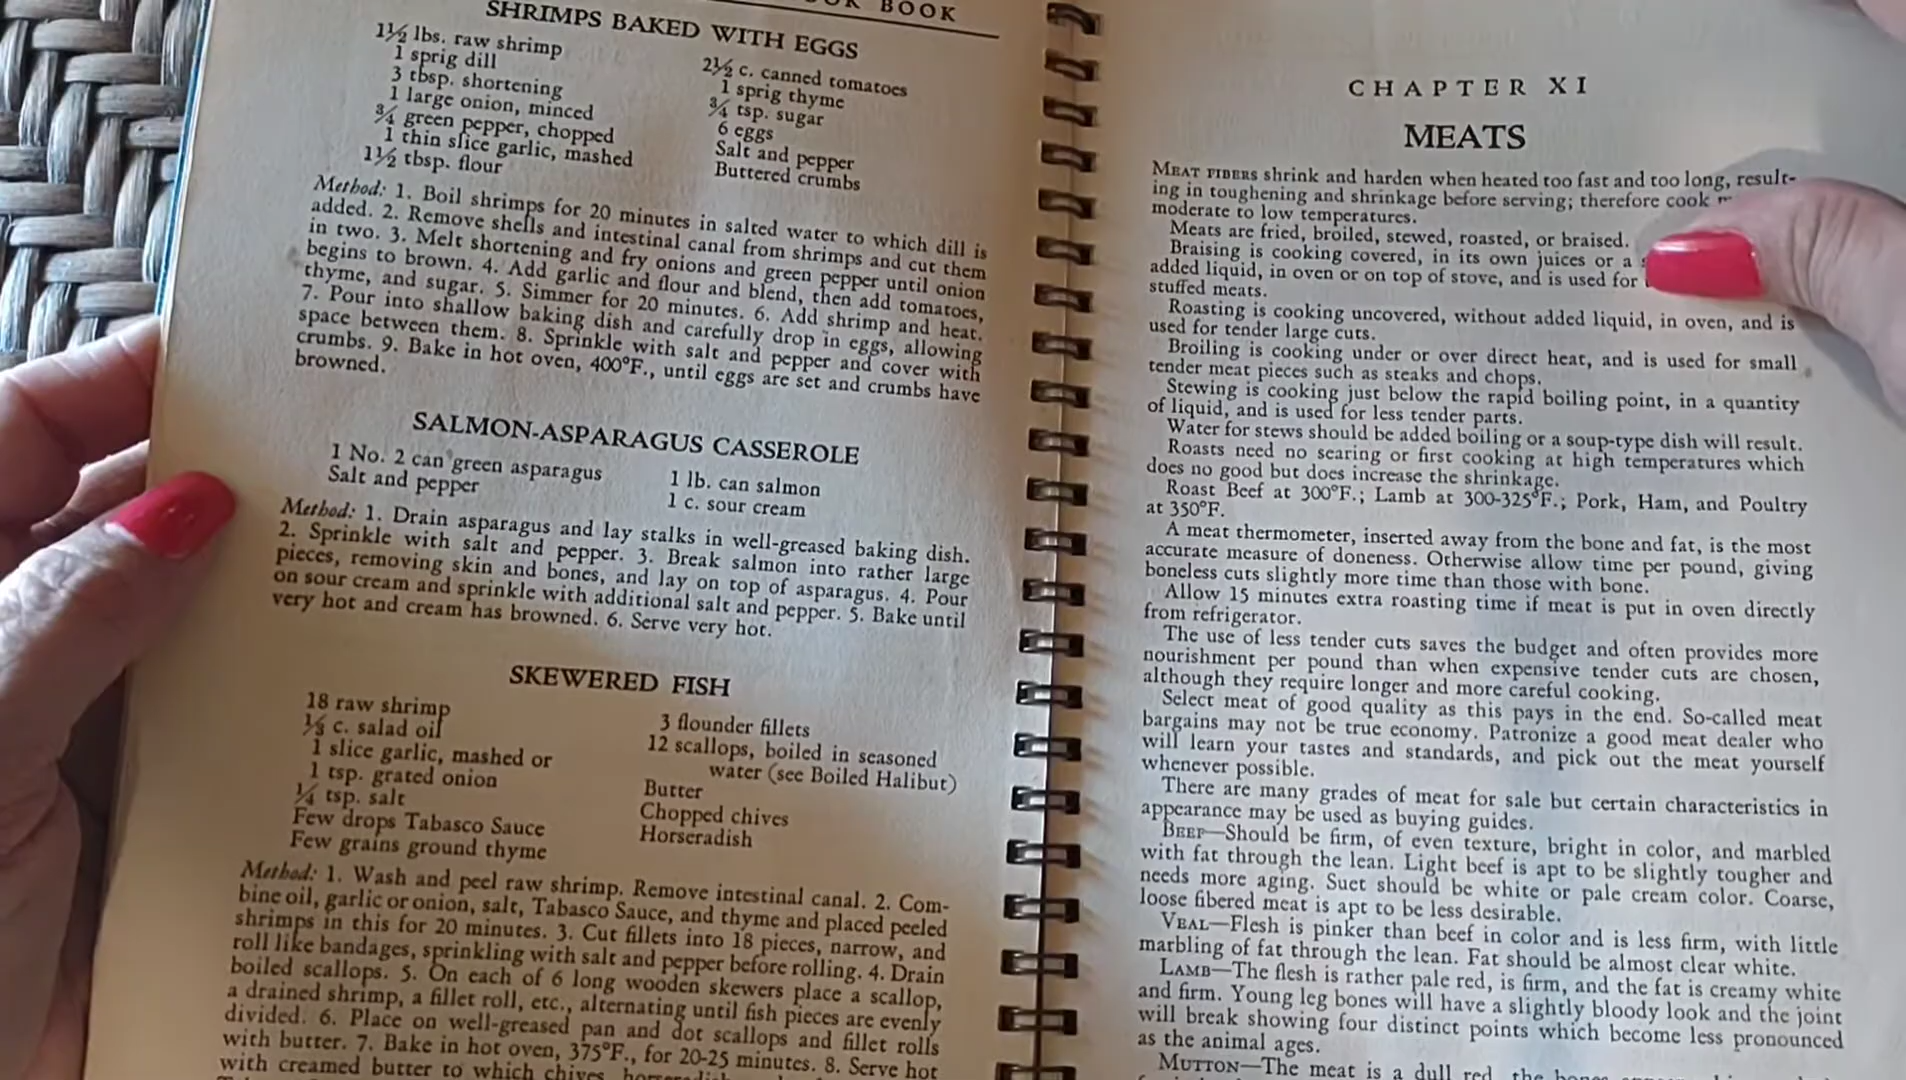 BOOK
SHRIMPS BAKED WITH EGGS
1½ lbs. raw shrimp
1 sprig dill
3 tbsp. shortening
1 large onion, minced
¾ green pepper, chopped
1 thin slice garlic, mashed
1½ tbsp. flour
2½ c. canned tomatoes
1 sprig thyme
¾ tsp. sugar
6 eggs
Salt and pepper
Buttered crumbs
Method: 1. Boil shrimps for 20 minutes in salted water to which dill is
added. 2. Remove shells and intestinal canal from shrimps and cut them
in two. 3. Melt shortening and fry onions and green pepper until onion
begins to brown. 4. Add garlic and flour and blend, then add tomatoes,
thyme, and sugar. 5. Simmer for 20 minutes. 6. Add shrimp and heat.
7. Pour into shallow baking dish and carefully drop in eggs, allowing
space between them. 8. Sprinkle with salt and pepper and cover with
crumbs. 9. Bake in hot oven, 400°F., until eggs are set and crumbs have
browned.
SALMON-ASPARAGUS CASSEROLE
1 No. 2 can green asparagus
Salt and pepper
1 lb. can salmon
1 c. sour cream
Method: 1. Drain asparagus and lay stalks in well-greased baking dish.
2. Sprinkle with salt and pepper. 3. Break salmon into rather large
pieces, removing skin and bones, and lay on top of asparagus. 4. Pour
on sour cream and sprinkle with additional salt and pepper. 5. Bake until
very hot and cream has browned. 6. Serve very hot.
SKEWERED FISH
18 raw shrimp
⅓ c. salad oil
1 slice garlic, mashed or
1 tsp. grated onion
¼ tsp. salt
Few drops Tabasco Sauce
Few grains ground thyme
3 flounder fillets
12 scallops, boiled in seasoned
water (see Boiled Halibut)
Butter
Chopped chives
Horseradish
Method: 1. Wash and peel raw shrimp. Remove intestinal canal. 2. Com-
bine oil, garlic or onion, salt, Tabasco Sauce, and thyme and placed peeled
shrimps in this for 20 minutes. 3. Cut fillets into 18 pieces, narrow, and
roll like bandages, sprinkling with salt and pepper before rolling. 4. Drain
boiled scallops. 5. On each of 6 long wooden skewers place a scallop,
a drained shrimp, a fillet roll, etc., alternating until fish pieces are evenly
divided. 6. Place on well-greased pan and dot scallops and fillet rolls
with butter. 7. Bake in hot oven, 375°F., for 20-25 minutes. 8. Serve hot
with creamed butter to which chives,
CHAPTER XI
MEATS
MEAT FIBERS shrink and harden when heated too fast and too long, result-
ing in toughening and shrinkage before serving; therefore cook
moderate to low temperatures.
Meats are fried, broiled, stewed, roasted, or braised.
Braising is cooking covered, in its own juices or a
added liquid, in oven or on top of stove, and is used for
stuffed meats.
Roasting is cooking uncovered, without added liquid, in oven, and is
used for tender large cuts.
Broiling is cooking under or over direct heat, and is used for small
tender meat pieces such as steaks and chops.
Stewing is cooking just below the rapid boiling point, in a quantity
of liquid, and is used for less tender parts.
Water for stews should be added boiling or a soup-type dish will result.
Roasts need no searing or first cooking at high temperatures which
does no good but does increase the shrinkage.
Roast Beef at 300°F.; Lamb at 300-325°F.; Pork, Ham, and Poultry
at 350°F.
A meat thermometer, inserted away from the bone and fat, is the most
accurate measure of doneness. Otherwise allow time per pound, giving
boneless cuts slightly more time than those with bone.
Allow 15 minutes extra roasting time if meat is put in oven directly
from refrigerator.
The use of less tender cuts saves the budget and often provides more
nourishment per pound than when expensive tender cuts are chosen,
although they require longer and more careful cooking.
Select meat of good quality as this pays in the end. So-called meat
bargains may not be true economy. Patronize a good meat dealer who
will learn your tastes and standards, and pick out the meat yourself
whenever possible.
There are many grades of meat for sale but certain characteristics in
appearance may be used as buying guides.
BEEF—Should be firm, of even texture, bright in color, and marbled
with fat through the lean. Light beef is apt to be slightly tougher and
needs more aging. Suet should be white or pale cream color. Coarse,
loose fibered meat is apt to be less desirable.
VEAL—Flesh is pinker than beef in color and is less firm, with little
marbling of fat through the lean. Fat should be almost clear white.
LAMB—The flesh is rather pale red, is firm, and the fat is creamy white
and firm. Young leg bones will have a slightly bloody look and the joint
will break showing four distinct points which become less pronounced
as the animal ages.
MUTTON—The meat is a dull red, the bones